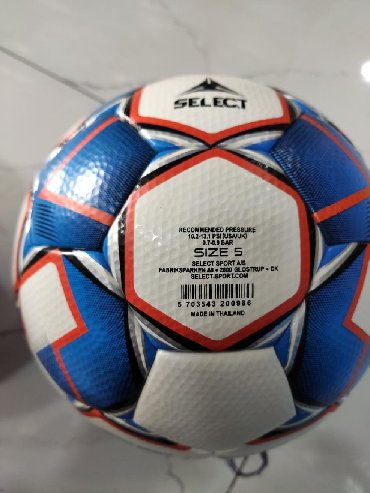 SELECT
RECOMMENDED PRESSURE
10.2-13.1 PSI (USA/UK)
0.7-0.9 BAR
SIZE 5
SELECT SPORT A/S
FABRIKSPARKEN 46 • 2600 GLOSTRUP • DK
SELECT-SPORT.COM
5 703543 200986
MADE IN THAILAND